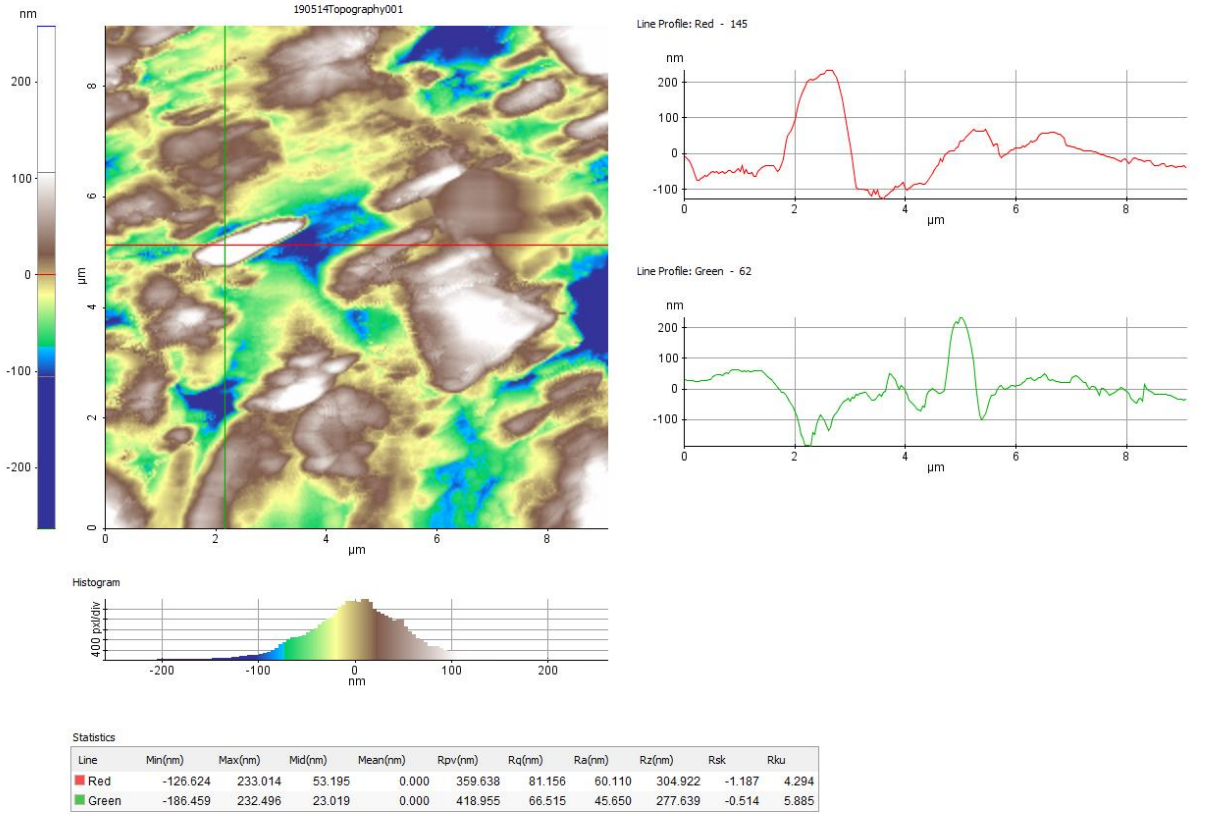 nm
200
100
0
-100
-200
190514Topography001
8
6
4
2
0
µm
0 2 4 6 8
µm
Line Profile: Red - 145
nm
200
100
0
-100
0 2 4 6 8
µm
Line Profile: Green - 62
nm
200
100
0
-100
0 2 4 6 8
µm
Histogram
400 pxl/div
-200 -100 0 100 200
nm
Statistics
Line Min(nm) Max(nm) Mid(nm) Mean(nm) Rpv(nm) Rq(nm) Ra(nm) Rz(nm) Rsk Rku
Red -126.624 233.014 53.195 0.000 359.638 81.156 60.110 304.922 -1.187 4.294
Green -186.459 232.496 23.019 0.000 418.955 66.515 45.650 277.639 -0.514 5.885